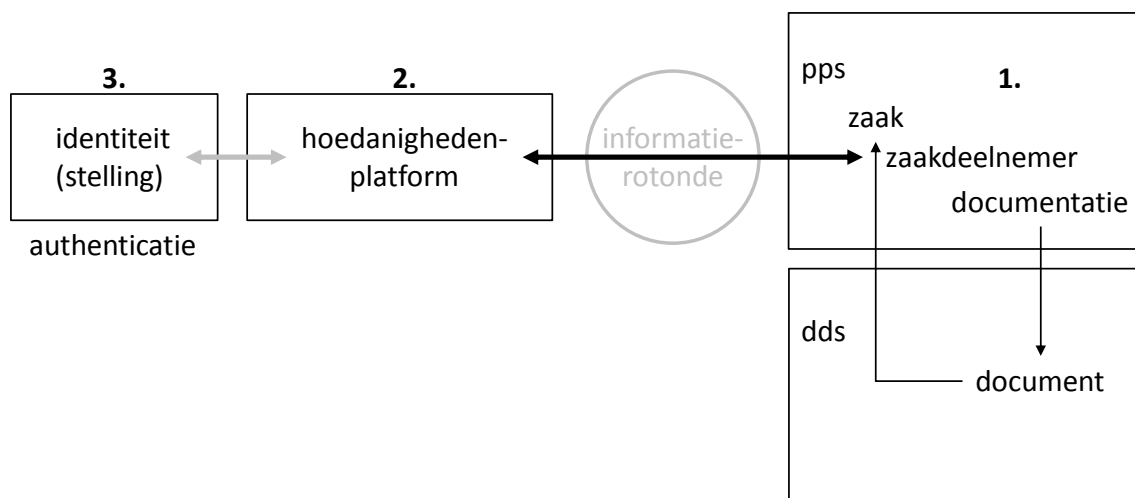 3.
identiteit
(stelling)
authenticatie
2.
hoedanigheden-
platform
informatie-
rotonde
pps
1.
zaak
zaakdeelnemer
documentatie
dds
document